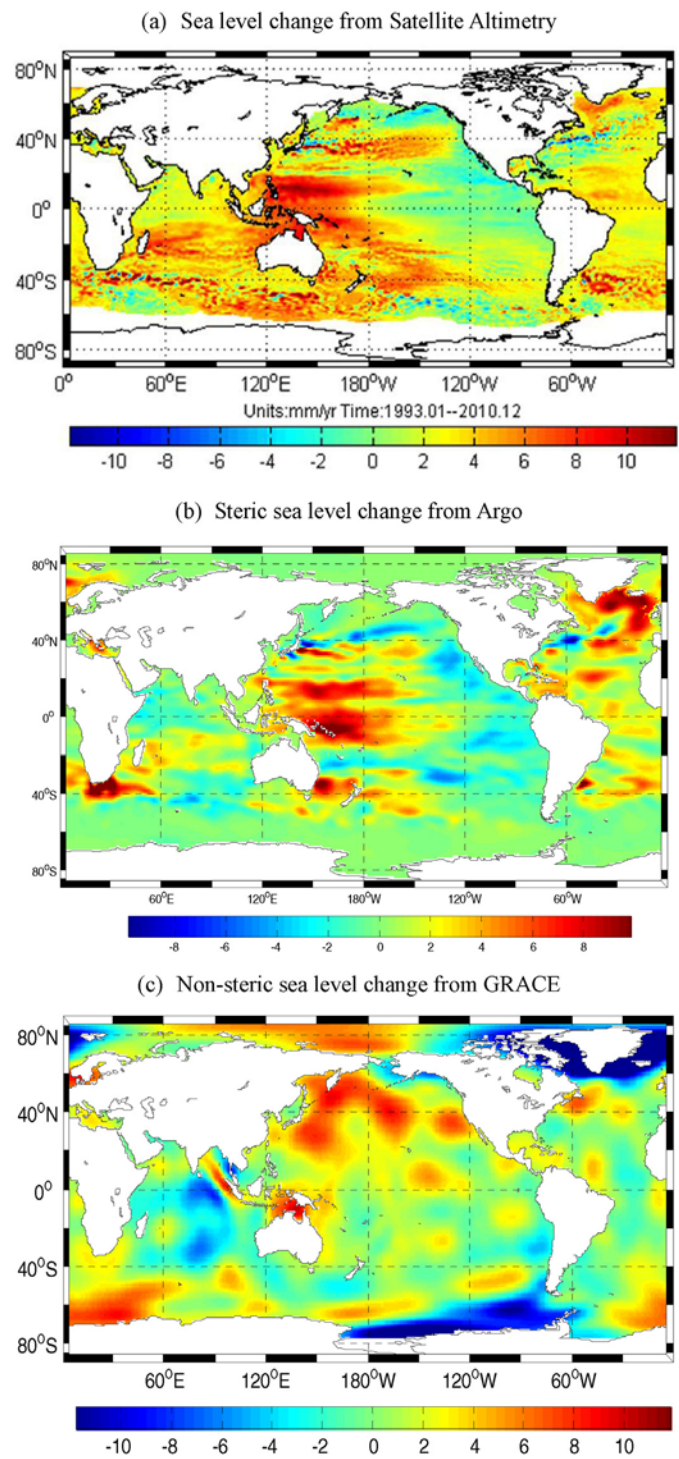 (a) Sea level change from Satellite Altimetry
80°N
40°N
0°
40°S
80°S
0° 60°E 120°E 180°W 120°W 60°W
Units:mm/yr Time:1993.01--2010.12
-10 -8 -6 -4 -2 0 2 4 6 8 10
(b) Steric sea level change from Argo
80°N
40°N
0°
40°S
80°S
0° 60°E 120°E 180°W 120°W 60°W
-8 -6 -4 -2 0 2 4 6 8
(c) Non-steric sea level change from GRACE
80°N
40°N
0°
40°S
80°S
60°E 120°E 180°W 120°W 60°W
-10 -8 -6 -4 -2 0 2 4 6 8 10